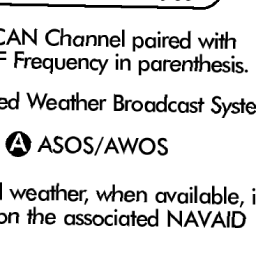 CAN Channel paired with
F Frequency in parenthesis.
ed Weather Broadcast Syste
A ASOS/AWOS
weather, when available, i
on the associated NAVAID